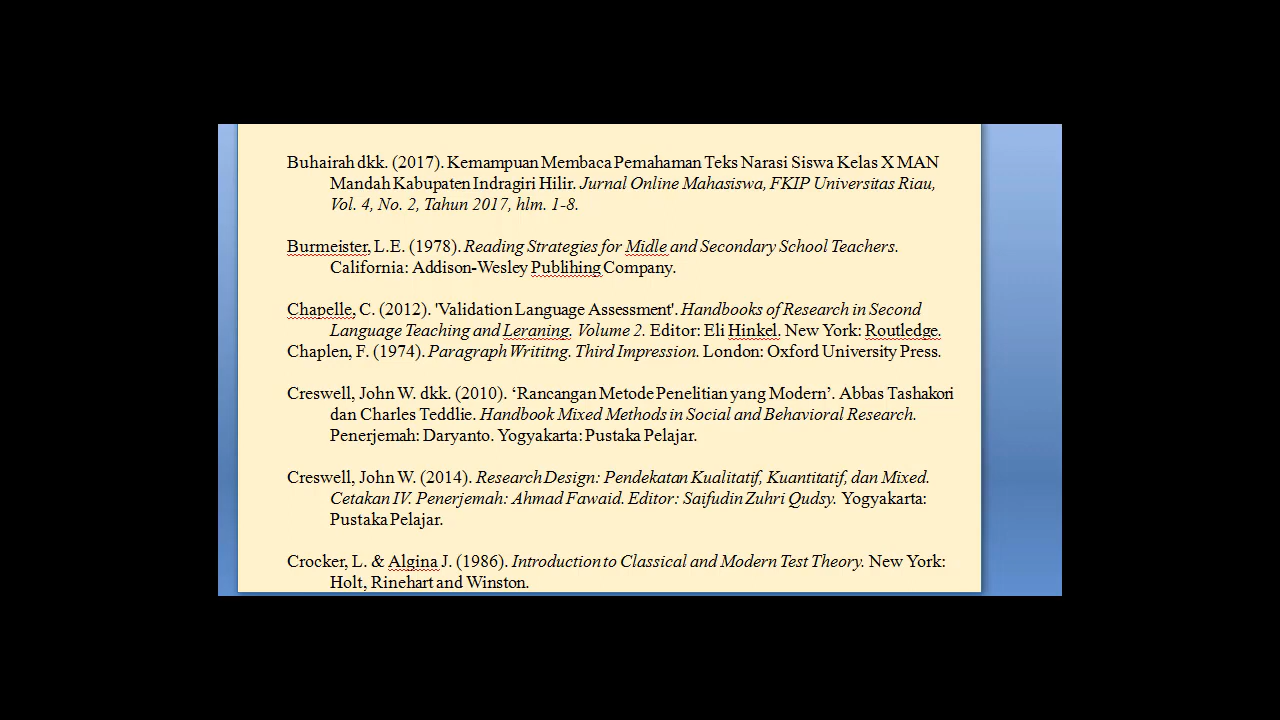 Buhairah dkk. (2017). Kemampuan Membaca Pemahaman Teks Narasi Siswa Kelas X MAN
Mandah Kabupaten Indragiri Hilir. Jurnal Online Mahasiswa, FKIP Universitas Riau,
Vol. 4, No. 2, Tahun 2017, hlm. 1-8.
Burmeister, L.E. (1978). Reading Strategies for Midle and Secondary School Teachers.
California: Addison-Wesley Publihing Company.
Chapelle, C. (2012). 'Validation Language Assessment'. Handbooks of Research in Second
Language Teaching and Leraning. Volume 2. Editor: Eli Hinkel. New York: Routledge.
Chaplen, F. (1974). Paragraph Writitng. Third Impression. London: Oxford University Press.
Creswell, John W. dkk. (2010). ‘Rancangan Metode Penelitian yang Modern’. Abbas Tashakori
dan Charles Teddlie. Handbook Mixed Methods in Social and Behavioral Research.
Penerjemah: Daryanto. Yogyakarta: Pustaka Pelajar.
Creswell, John W. (2014). Research Design: Pendekatan Kualitatif, Kuantitatif, dan Mixed.
Cetakan IV. Penerjemah: Ahmad Fawaid. Editor: Saifudin Zuhri Qudsy. Yogyakarta:
Pustaka Pelajar.
Crocker, L. & Algina J. (1986). Introduction to Classical and Modern Test Theory. New York:
Holt, Rinehart and Winston.